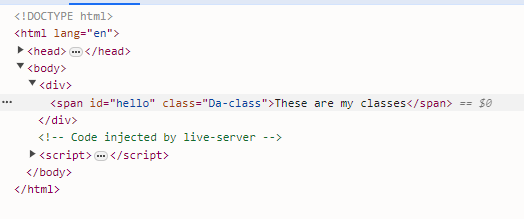 <!DOCTYPE html>
<html lang="en">
<head>…</head>
<body>
<div>
… <span id="hello" class="Da-class">These are my classes</span> == $0
</div>
<!-- Code injected by live-server -->
<script>…</script>
</body>
</html>